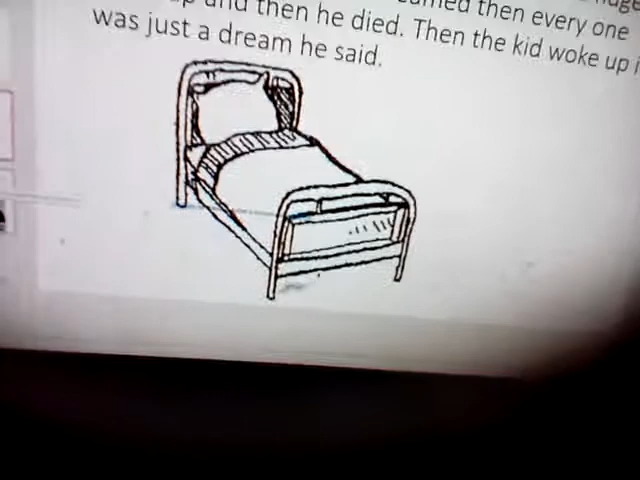 then every one
and then he died. Then the kid woke up
was just a dream he said.